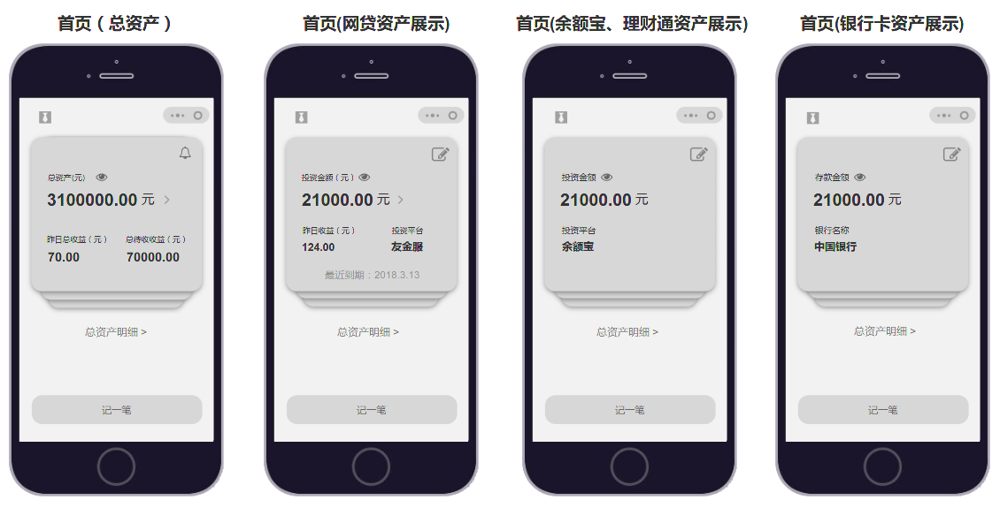 首页（总资产）
首页(网贷资产展示)
首页(余额宝、理财通资产展示)
首页(银行卡资产展示)
总资产(元)
3100000.00 元 >
昨日总收益（元）
总待收收益(元)
70.00
70000.00
总资产明细 >
记一笔
投资金额（元）
21000.00 元 >
昨日收益（元）
投资平台
124.00
友金服
最近到期：2018.3.13
总资产明细 >
记一笔
投资金额
21000.00 元
投资平台
余额宝
总资产明细 >
记一笔
存款金额
21000.00 元
银行名称
中国银行
总资产明细 >
记一笔